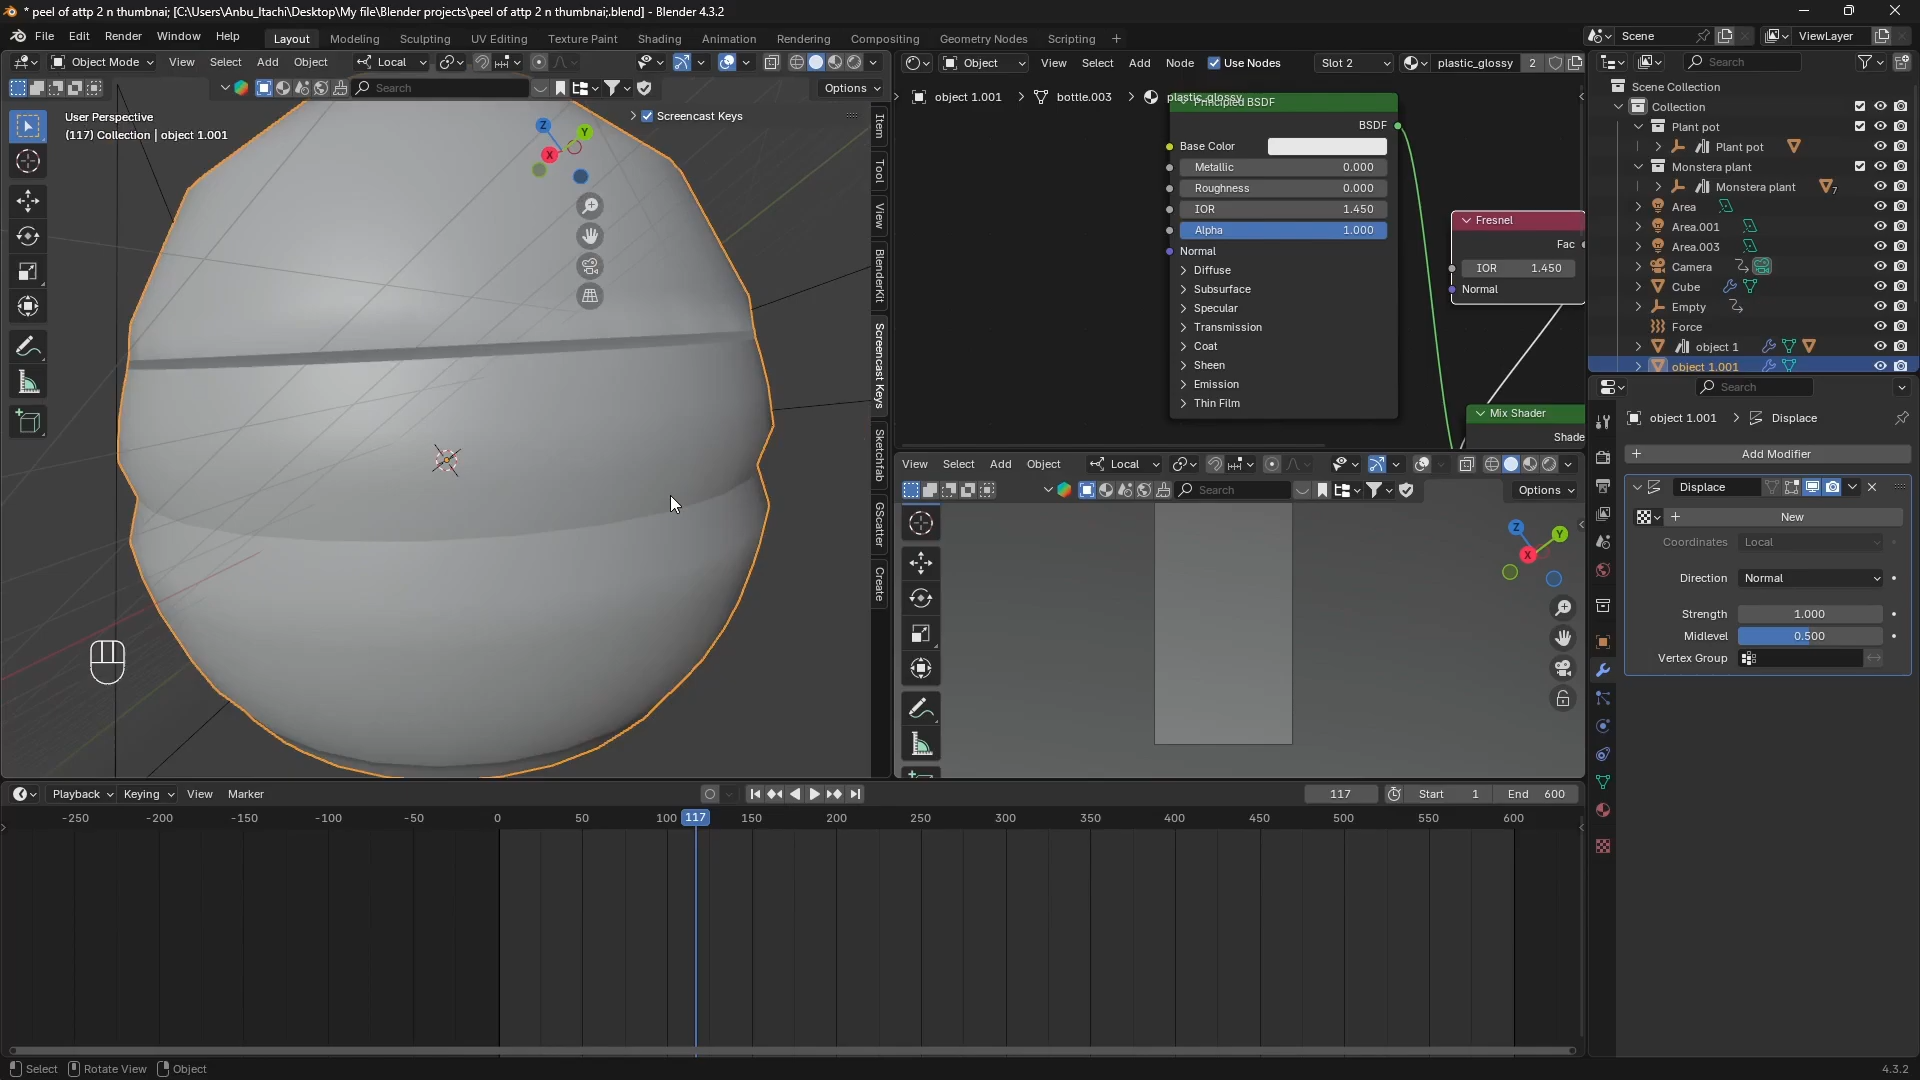 * peel of attp 2 n thumbnai; [C:\Users\Anbu_Itachi\Desktop\My file\Blender projects\peel of attp 2 n thumbnai;.blend] - Blender 4.3.2
File Edit Render Window Help Layout Modeling Sculpting UV Editing Texture Paint Shading Animation Rendering Compositing Geometry Nodes Scripting + Scene ViewLayer
Object Mode View Select Add Object Local
Object View Select Add Node Use Nodes Slot 2 plastic_glossy 2
Search
Search Options
User Perspective
(117) Collection | object 1.001
Screencast Keys
Z
Y
X
Item
Tool
View
BlenderKit
Screencast Keys
Sketchfab
GScatter
Create
object 1.001 > bottle.003 > plastic_glossy
Principled BSDF
BSDF
Base Color
Metallic 0.000
Roughness 0.000
IOR 1.450
Alpha 1.000
Normal
Diffuse
Subsurface
Specular
Transmission
Coat
Sheen
Emission
Thin Film
Fresnel
Fac
IOR 1.450
Normal
Mix Shader
Shade
View Select Add Object Local
Search Options
Z
Y
X
Scene Collection
Collection
Plant pot
Plant pot
Monstera plant
Monstera plant 7
Area
Area.001
Area.003
Camera
Cube
Empty
Force
object 1
object 1.001
Search
object 1.001 > Displace
+ Add Modifier
Displace
+ New
Coordinates Local
Direction Normal
Strength 1.000
Midlevel 0.500
Vertex Group
Playback Keying View Marker 117 Start 1 End 600
-250 -200 -150 -100 -50 0 50 100 117 150 200 250 300 350 400 450 500 550 600
Select Rotate View Object 4.3.2